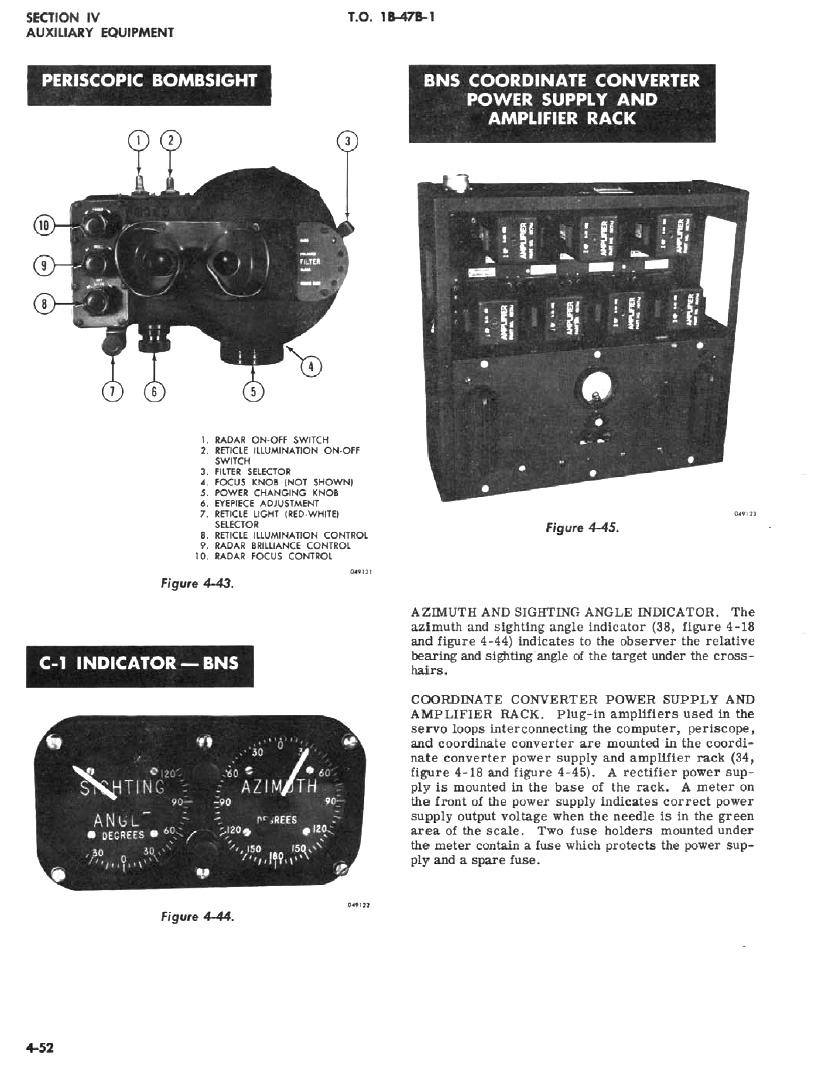 SECTION IV
AUXILIARY EQUIPMENT
T.O. 1B-47B-1
PERISCOPIC BOMBSIGHT
1
2
3
10
9
8
7
6
5
4
FILTER
1. RADAR ON-OFF SWITCH
2. RETICLE ILLUMINATION ON-OFF
SWITCH
3. FILTER SELECTOR
4. FOCUS KNOB (NOT SHOWN)
5. POWER CHANGING KNOB
6. EYEPIECE ADJUSTMENT
7. RETICLE LIGHT (RED-WHITE)
SELECTOR
8. RETICLE ILLUMINATION CONTROL
9. RADAR BRILLIANCE CONTROL
10. RADAR FOCUS CONTROL
049121
Figure 4-43.
C-1 INDICATOR — BNS
SIGHTING
ANGL
DEGREES
120
90
60
30
0
30
AZIMUTH
30
0
60
60
90
90
120
120
150
180
150
049122
Figure 4-44.
BNS COORDINATE CONVERTER
POWER SUPPLY AND
AMPLIFIER RACK
AMPLIFIER
AMPLIFIER
AMPLIFIER
AMPLIFIER
AMPLIFIER
AMPLIFIER
AMPLIFIER
049123
Figure 4-45.
AZIMUTH AND SIGHTING ANGLE INDICATOR. The
azimuth and sighting angle indicator (38, figure 4-18
and figure 4-44) indicates to the observer the relative
bearing and sighting angle of the target under the cross-
hairs.
COORDINATE CONVERTER POWER SUPPLY AND
AMPLIFIER RACK. Plug-in amplifiers used in the
servo loops interconnecting the computer, periscope,
and coordinate converter are mounted in the coordi-
nate converter power supply and amplifier rack (34,
figure 4-18 and figure 4-45). A rectifier power sup-
ply is mounted in the base of the rack. A meter on
the front of the power supply indicates correct power
supply output voltage when the needle is in the green
area of the scale. Two fuse holders mounted under
the meter contain a fuse which protects the power sup-
ply and a spare fuse.
4-52